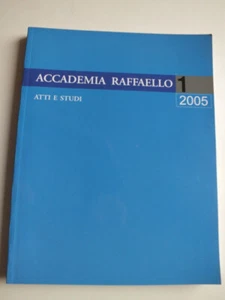 ACCADEMIA RAFFAELLO 1
ATTI E STUDI 2005